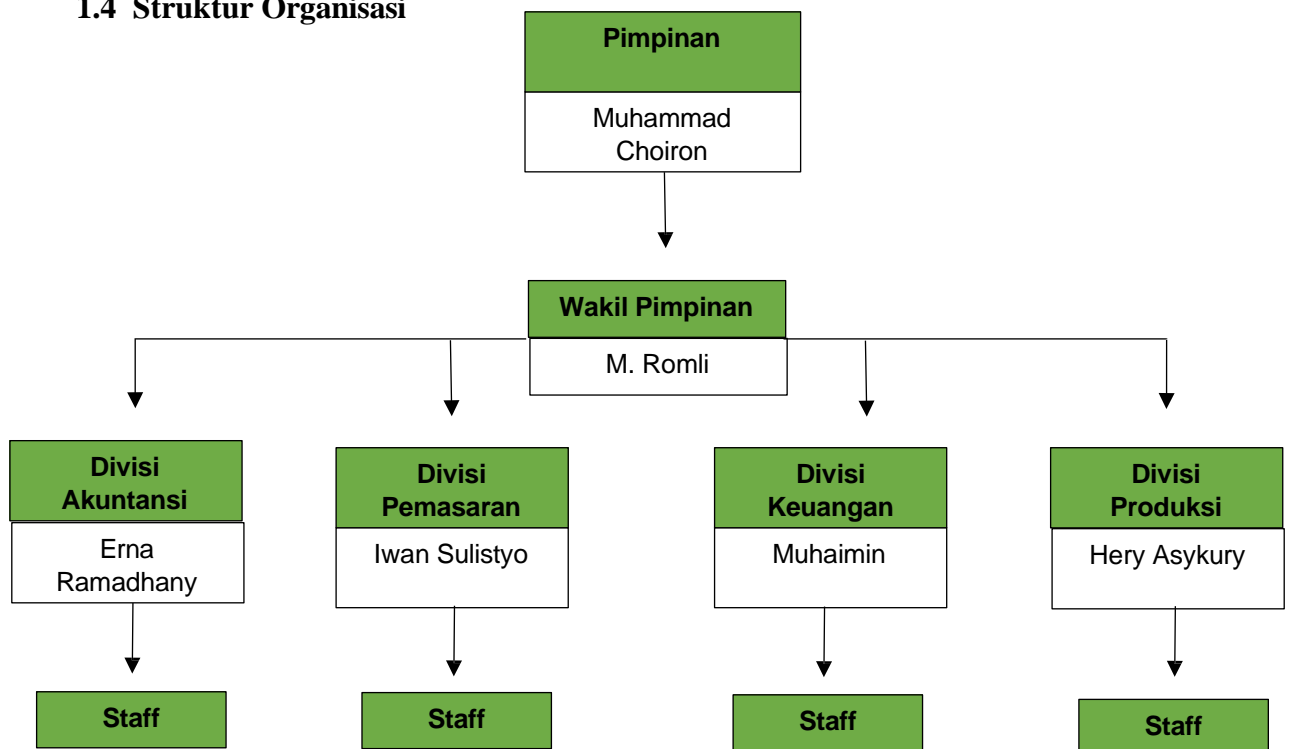 1.4 Struktur Organisasi
Pimpinan
Muhammad
Choiron
Wakil Pimpinan
M. Romli
Divisi
Akuntansi
Erna
Ramadhany
Divisi
Pemasaran
Iwan Sulistyo
Divisi
Keuangan
Muhaimin
Divisi
Produksi
Hery Asykury
Staff
Staff
Staff
Staff